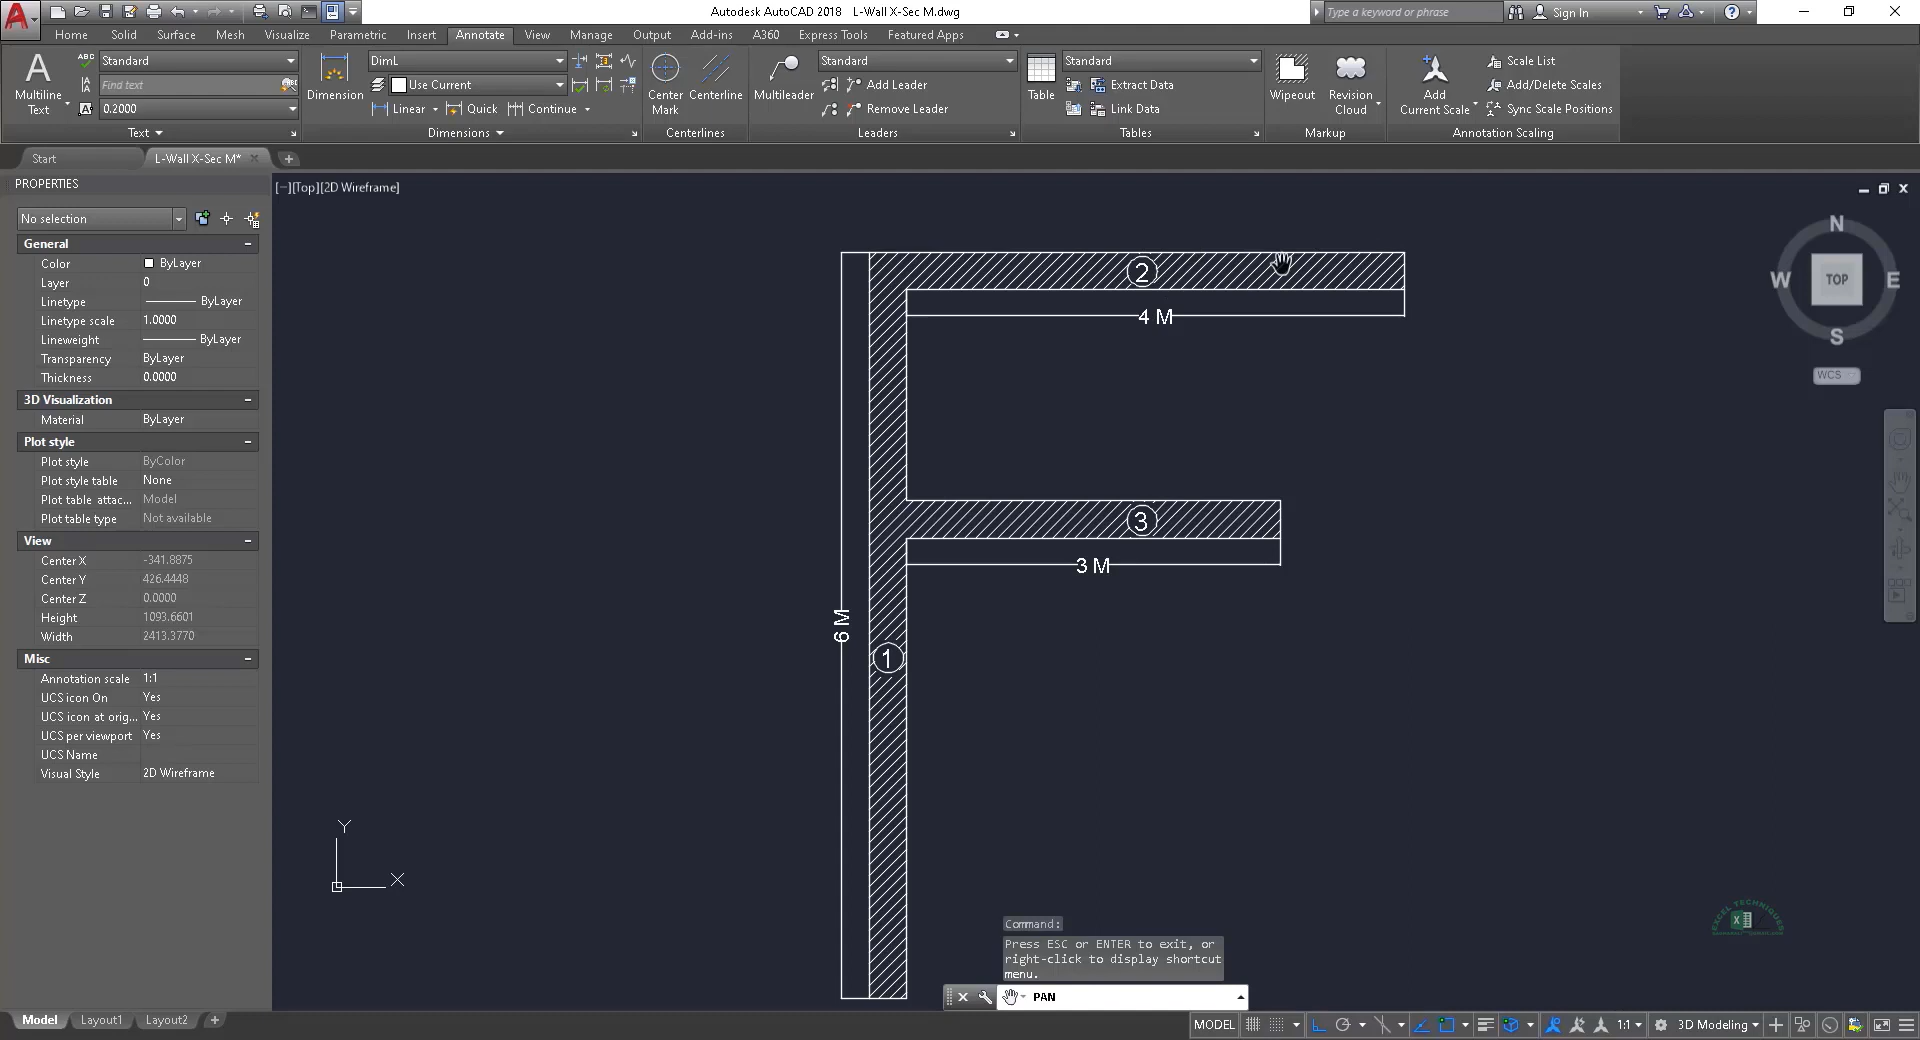 Autodesk AutoCAD 2018 L-Wall X-Sec M.dwg
Type a keyword or phrase
Sign In
Home Solid Surface Mesh Visualize Parametric Insert Annotate View Manage Output Add-ins A360 Express Tools Featured Apps
Multiline
Text
ABC
Standard
Find text
0.2000
Text
Dimension
DimL
Use Current
Linear Quick Continue
Dimensions
Center
Mark
Centerline
Centerlines
Multileader
Standard
Add Leader
Remove Leader
Leaders
Table
Standard
Extract Data
Link Data
Tables
Wipeout
Revision
Cloud
Markup
Add
Current Scale
Scale List
Add/Delete Scales
Sync Scale Positions
Annotation Scaling
Start
L-Wall X-Sec M*
PROPERTIES
No selection
General
Color ByLayer
Layer 0
Linetype ByLayer
Linetype scale 1.0000
Lineweight ByLayer
Transparency ByLayer
Thickness 0.0000
3D Visualization
Material ByLayer
Plot style
Plot style ByColor
Plot style table None
Plot table attac... Model
Plot table type Not available
View
Center X -341.8875
Center Y 426.4448
Center Z 0.0000
Height 1093.6601
Width 2413.3770
Misc
Annotation scale 1:1
UCS icon On Yes
UCS icon at orig... Yes
UCS per viewport Yes
UCS Name
Visual Style 2D Wireframe
[−][Top][2D Wireframe]
2
4 M
3
3 M
6 M
1
N
W TOP E
S
WCS
Y
X
EXCEL TECHNIQUES
Command:
Press ESC or ENTER to exit, or
right-click to display shortcut
menu.
PAN
Model Layout1 Layout2
MODEL 1:1 3D Modeling